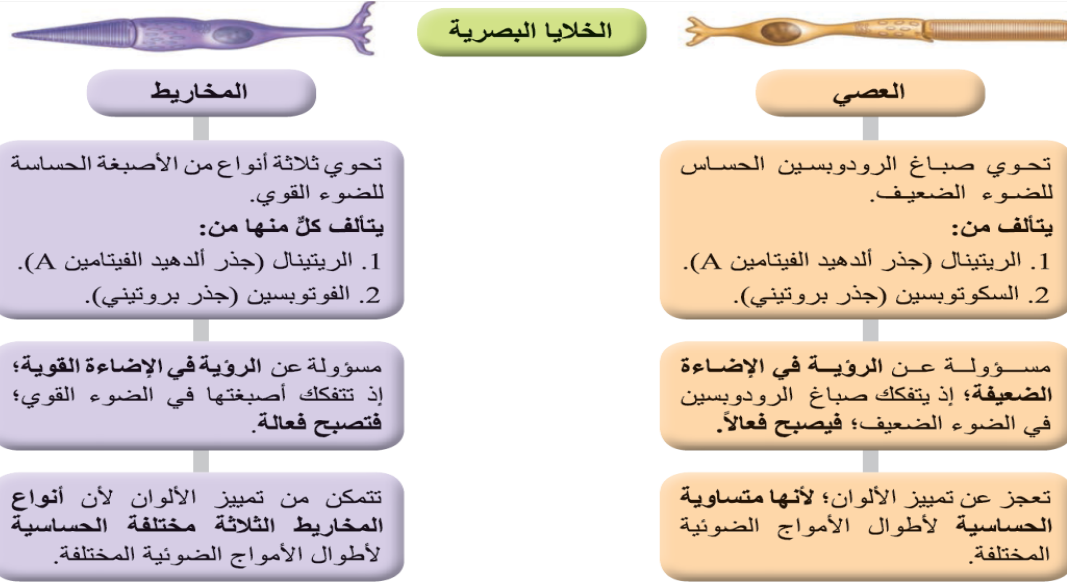 الخلايا البصرية
العصي
تحوي صباغ الرودوبسين الحساس
للضوء الضعيف.
يتألف من:
1. الريتينال (جذر ألدهيد الفيتامين A).
2. السكوتوبسين (جذر بروتيني).
مسؤولة عن الرؤية في الإضاءة
الضعيفة؛ إذ يتفكك صباغ الرودوبسين
في الضوء الضعيف؛ فيصبح فعالاً.
تعجز عن تمييز الألوان؛ لأنها متساوية
الحساسية لأطوال الأمواج الضوئية
المختلفة.
المخاريط
تحوي ثلاثة أنواع من الأصبغة الحساسة
للضوء القوي.
يتألف كلٌّ منها من:
1. الريتينال (جذر ألدهيد الفيتامين A).
2. الفوتوبسين (جذر بروتيني).
مسؤولة عن الرؤية في الإضاءة القوية؛
إذ تتفكك أصبغتها في الضوء القوي؛
فتصبح فعالة.
تتمكن من تمييز الألوان لأن أنواع
المخاريط الثلاثة مختلفة الحساسية
لأطوال الأمواج الضوئية المختلفة.